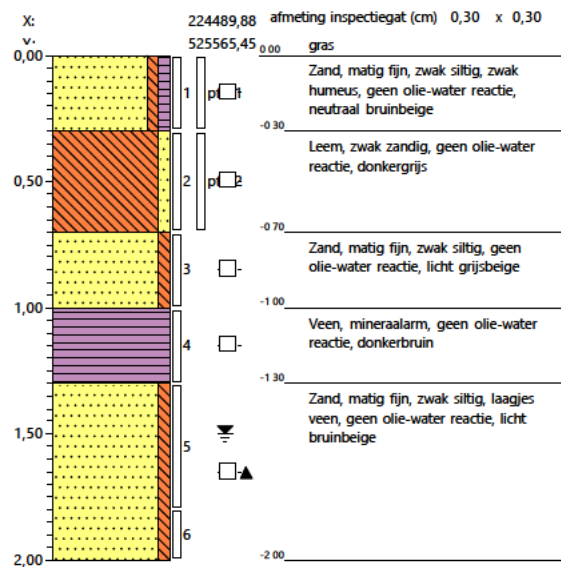 X: 224489,88 afmeting inspectiegat (cm) 0,30 x 0,30
525565,45 0 00 gras
0,00
1
Zand, matig fijn, zwak siltig, zwak
humeus, geen olie-water reactie,
neutraal bruinbeige
-0 30
Leem, zwak zandig, geen olie-water
reactie, donkergrijs
0,50
2
-0 70
Zand, matig fijn, zwak siltig, geen
olie-water reactie, licht grijsbeige
3
1,00
-1 00
Veen, mineraalarm, geen olie-water
reactie, donkerbruin
4
-1 30
Zand, matig fijn, zwak siltig, laagjes
veen, geen olie-water reactie, licht
bruinbeige
1,50
5
6
2,00
-2 00